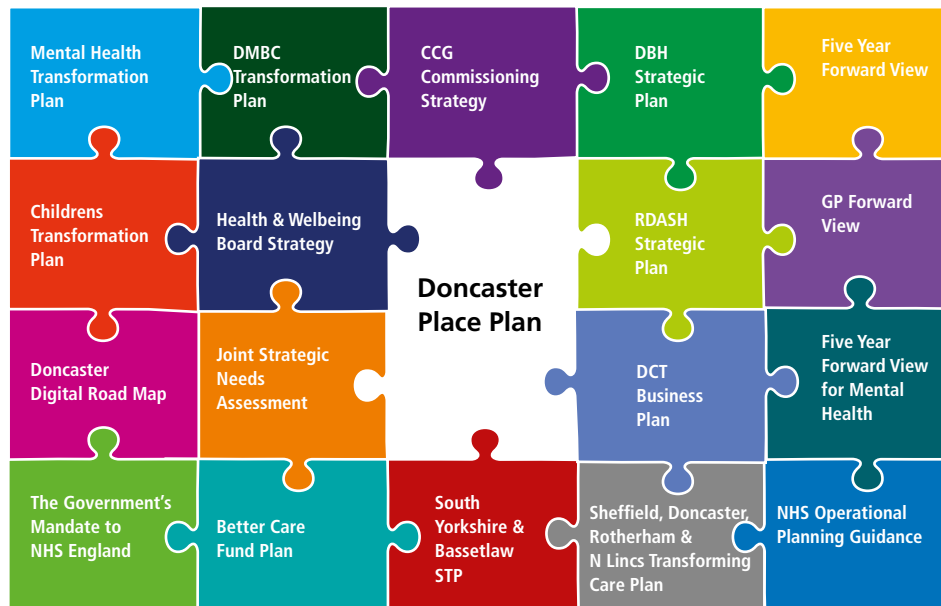 Mental Health
Transformation
Plan
DMBC
Transformation
Plan
CCG
Commissioning
Strategy
DBH
Strategic
Plan
Five Year
Forward View
Childrens
Transformation
Plan
Health & Wellbeing
Board Strategy
Doncaster
Place Plan
RDASH
Strategic
Plan
GP Forward
View
Doncaster
Digital Road Map
Joint Strategic
Needs
Assessment
DCT
Business
Plan
Five Year
Forward View
for Mental
Health
The Government’s
Mandate to
NHS England
Better Care
Fund Plan
South
Yorkshire &
Bassetlaw
STP
Sheffield, Doncaster,
Rotherham &
N Lincs Transforming
Care Plan
NHS Operational
Planning Guidance